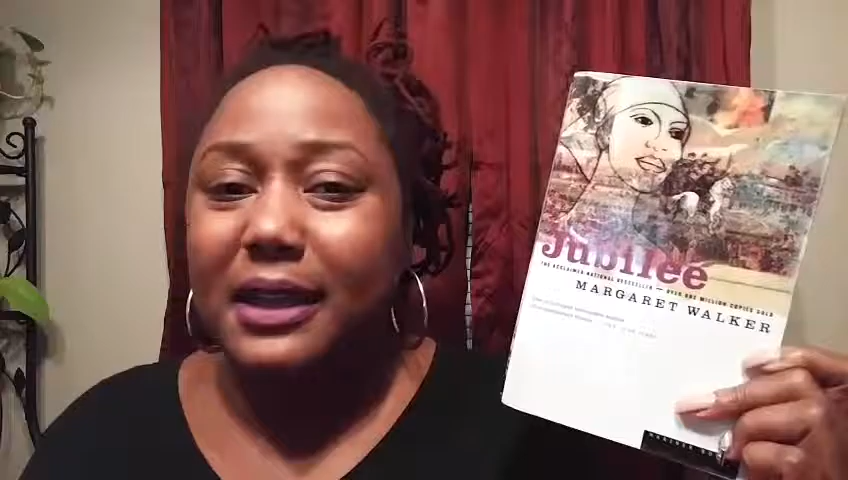 Jubilee
THE ACCLAIMED NATIONAL BESTSELLER — OVER ONE MILLION COPIES SOLD
MARGARET WALKER